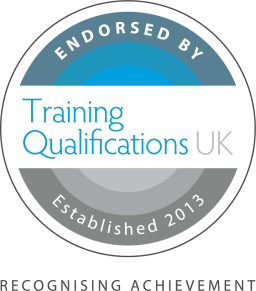 ENDORSED BY
Training
Qualifications UK
Established 2013
RECOGNISING ACHIEVEMENT